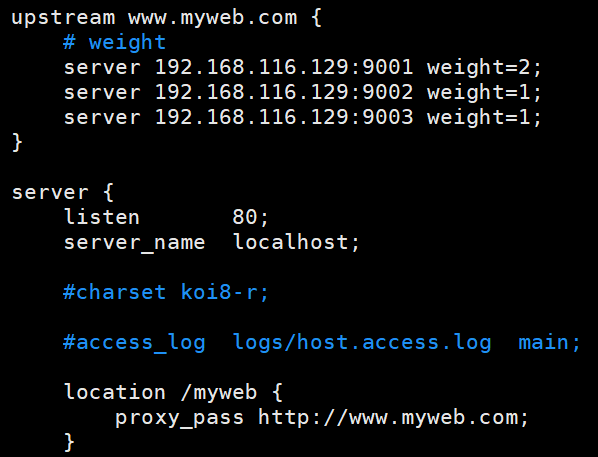 upstream www.myweb.com {
    # weight
    server 192.168.116.129:9001 weight=2;
    server 192.168.116.129:9002 weight=1;
    server 192.168.116.129:9003 weight=1;
}

server {
    listen       80;
    server_name  localhost;

    #charset koi8-r;

    #access_log  logs/host.access.log  main;

    location /myweb {
        proxy_pass http://www.myweb.com;
    }